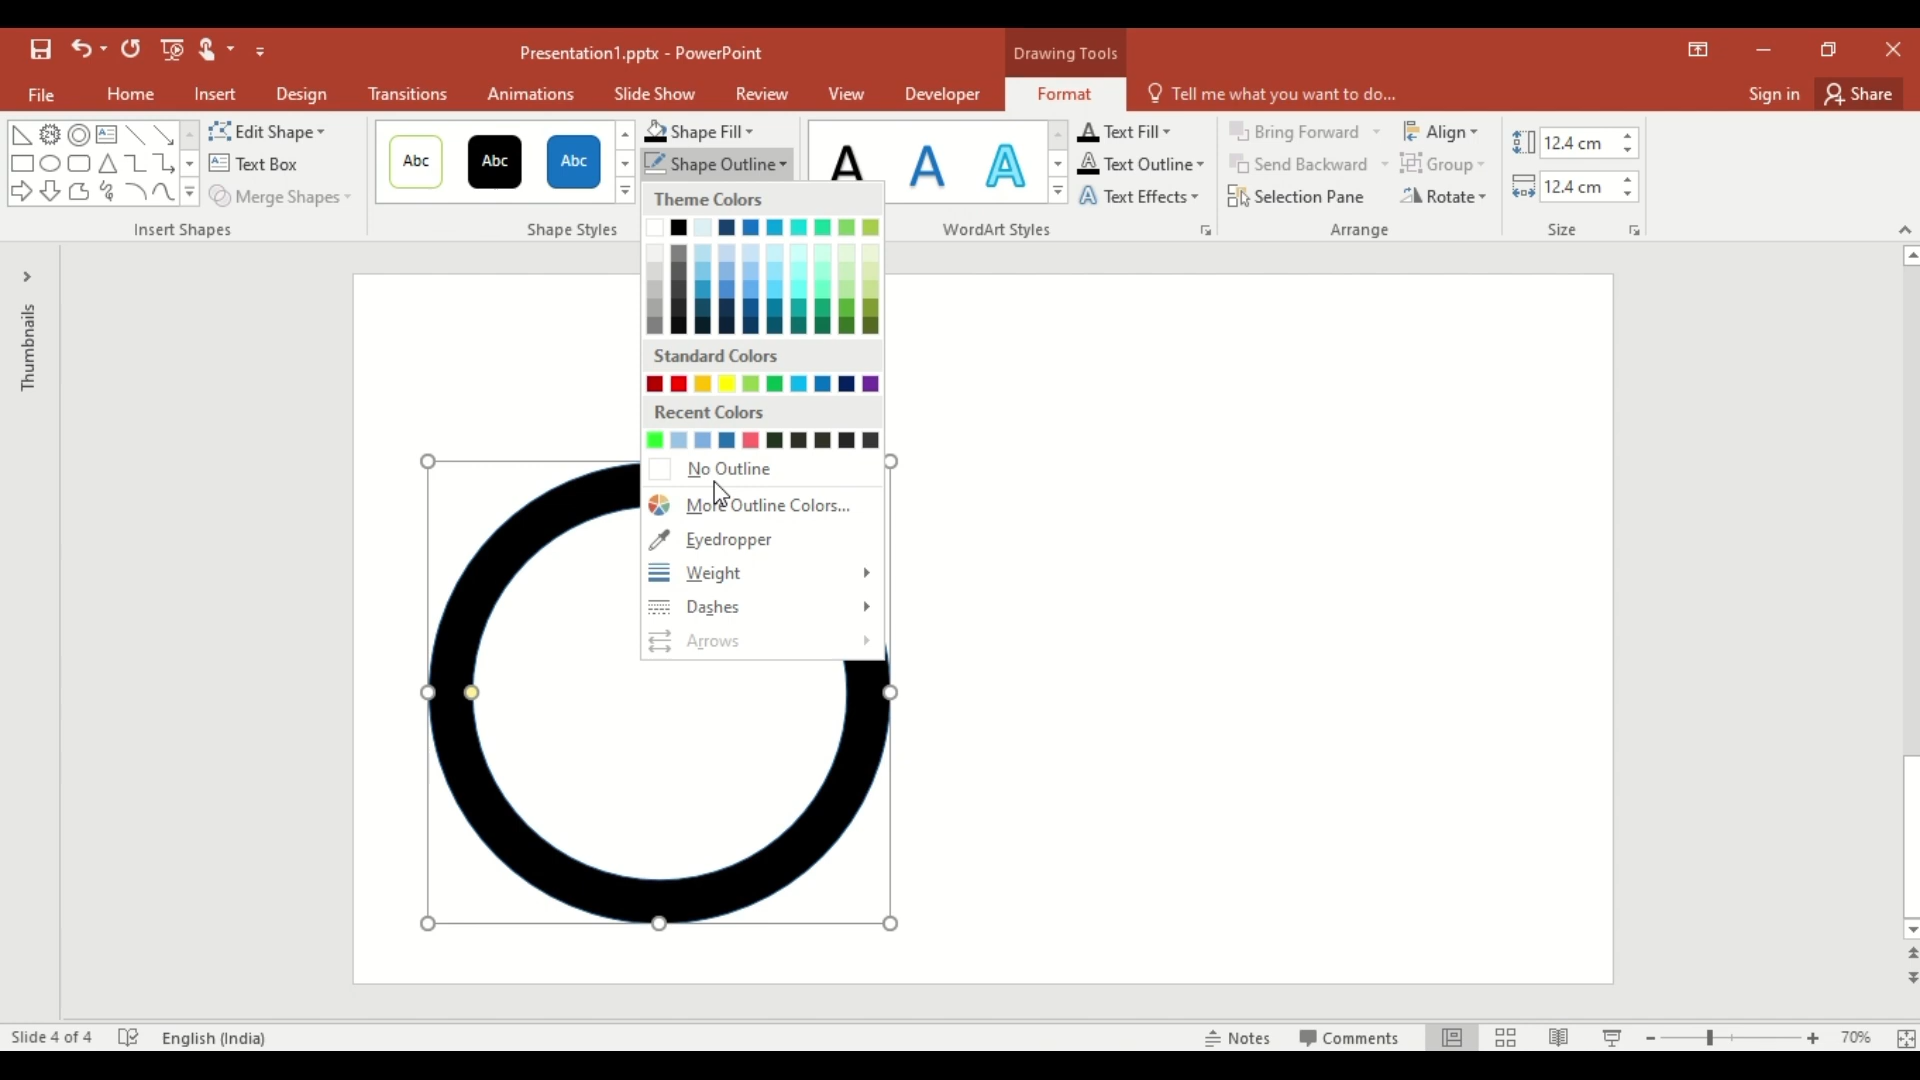 Presentation1.pptx - PowerPoint
Drawing Tools
File
Home
Insert
Design
Transitions
Animations
Slide Show
Review
View
Developer
Format
Tell me what you want to do...
Sign in
Share
Edit Shape
Text Box
Merge Shapes
Insert Shapes
Abc
Abc
Abc
Shape Styles
Shape Fill
Shape Outline
A
A
A
WordArt Styles
Text Fill
Text Outline
Text Effects
Bring Forward
Send Backward
Selection Pane
Align
Group
Rotate
Arrange
12.4 cm
12.4 cm
Size
Theme Colors
Standard Colors
Recent Colors
No Outline
More Outline Colors...
Eyedropper
Weight
Dashes
Arrows
Thumbnails
Slide 4 of 4
English (India)
Notes
Comments
70%